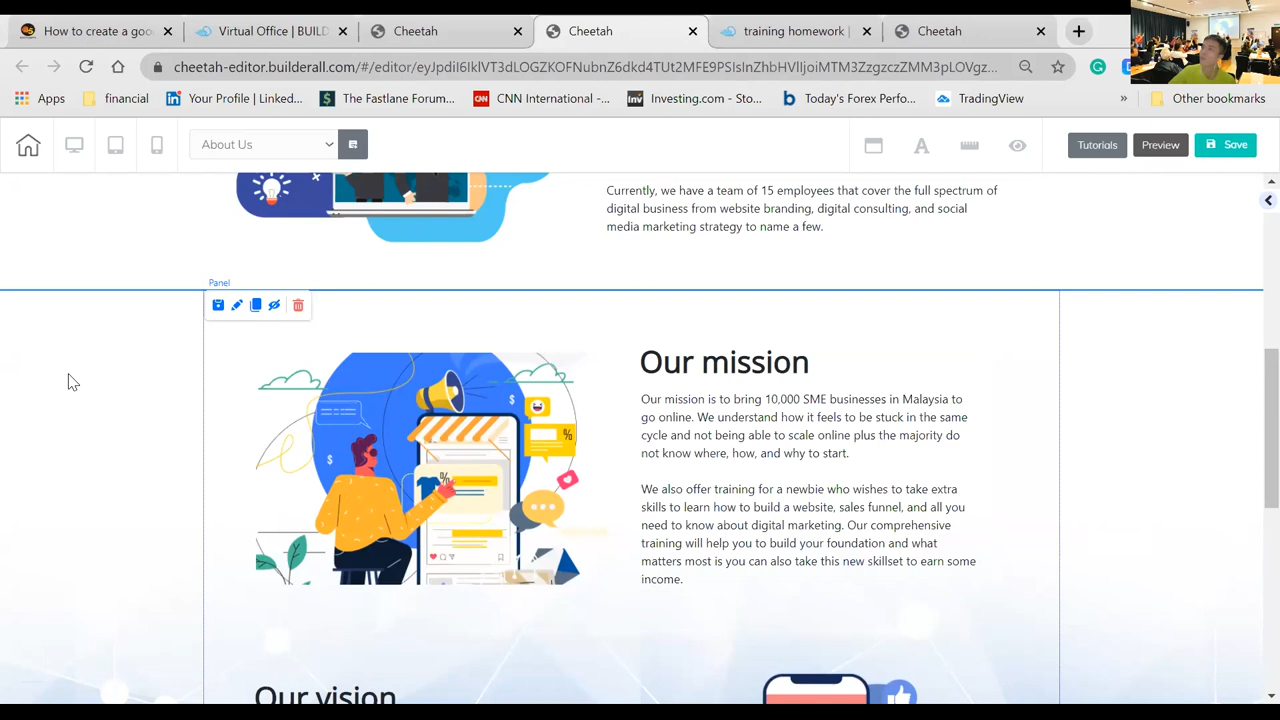 How to create a goo
Virtual Office | BUILD
Cheetah
Cheetah
training homework |
Cheetah
cheetah-editor.builderall.com/#/editor/
Apps
financial
Your Profile | Linked...
The Fastlane Forum...
CNN International -...
Investing.com - Sto...
Today's Forex Perfo...
TradingView
»
Other bookmarks
About Us
Tutorials
Preview
Save
Currently, we have a team of 15 employees that cover the full spectrum of
digital business from website branding, digital consulting, and social
media marketing strategy to name a few.
Panel
Our mission
Our mission is to bring 10,000 SME businesses in Malaysia to
go online. We understand how it feels to be stuck in the same
cycle and not being able to scale online plus the majority do
not know where, how, and why to start.
We also offer training for a newbie who wishes to take extra
skills to learn how to build a website, sales funnel, and all you
need to know about digital marketing. Our comprehensive
training will help you to build your foundation and what
matters most is you can also take this new skillset to earn some
income.
Our vision